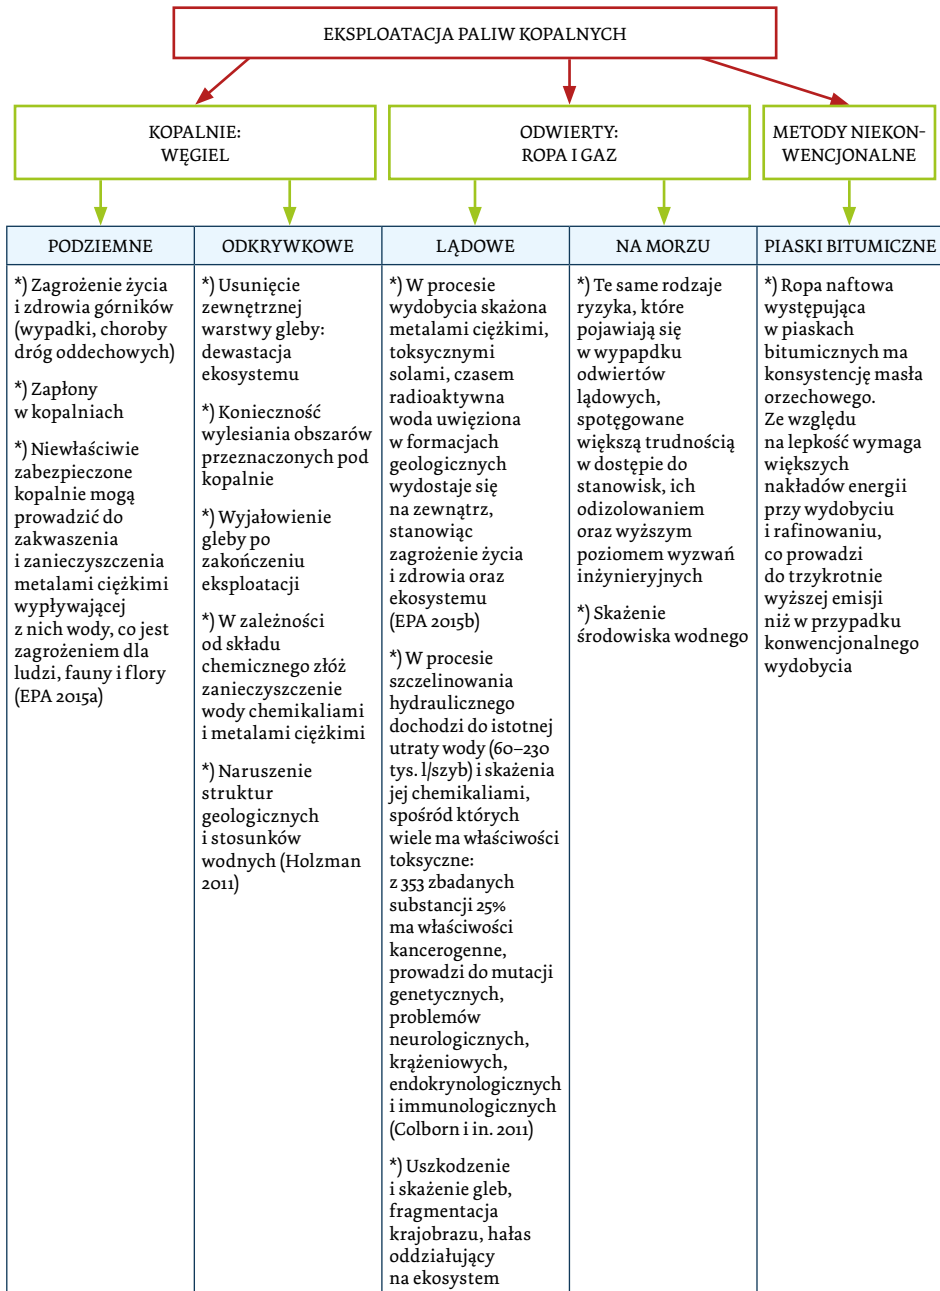 EKSPLOATACJA PALIW KOPALNYCH
KOPALNIE:
WĘGIEL
ODWIERTY:
ROPA I GAZ
METODY NIEKON-
WENCJONALNE
PODZIEMNE
*) Zagrożenie życia
i zdrowia górników
(wypadki, choroby
dróg oddechowych)
*) Zapłony
w kopalniach
*) Niewłaściwie
zabezpieczone
kopalnie mogą
prowadzić do
zakwaszenia
i zanieczyszczenia
metalami ciężkimi
wypływającej
z nich wody, co jest
zagrożeniem dla
ludzi, fauny i flory
(EPA 2015a)
ODKRYWKOWE
*) Usunięcie
zewnętrznej
warstwy gleby:
dewastacja
ekosystemu
*) Konieczność
wylesiania obszarów
przeznaczonych pod
kopalnie
*) Wyjałowienie
gleby po
zakończeniu
eksploatacji
*) W zależności
od składu
chemicznego złóż
zanieczyszczenie
wody chemikaliami
i metalami ciężkimi
*) Naruszenie
struktur
geologicznych
i stosunków
wodnych (Holzman
2011)
LĄDOWE
*) W procesie
wydobycia skażona
metalami ciężkimi,
toksycznymi
solami, czasem
radioaktywna
woda uwięziona
w formacjach
geologicznych
wydostaje się
na zewnątrz,
stanowiąc
zagrożenie życia
i zdrowia oraz
ekosystemu
(EPA 2015b)
*) W procesie
szczelinowania
hydraulicznego
dochodzi do istotnej
utraty wody (60–230
tys. l/szyb) i skażenia
jej chemikaliami,
spośród których
wiele ma właściwości
toksyczne:
z 353 zbadanych
substancji 25%
ma właściwości
kancerogenne,
prowadzi do mutacji
genetycznych,
problemów
neurologicznych,
krążeniowych,
endokrynologicznych
i immunologicznych
(Colborn i in. 2011)
*) Uszkodzenie
i skażenie gleb,
fragmentacja
krajobrazu, hałas
oddziałujący
na ekosystem
NA MORZU
*) Te same rodzaje
ryzyka, które
pojawiają się
w wypapdku
odwiertów
lądowych,
spotęgowane
większą trudnością
w dostępie do
stanowisk, ich
odizolowaniem
oraz wyższym
poziomem wyzwań
inżynieryjnych
*) Skażenie
środowiska wodnego
PIASKI BITUMICZNE
*) Ropa naftowa
występująca
w piaskach
bitumicznych ma
konsystencję masła
orzechowego.
Ze względu
na lepkość wymaga
większych
nakładów energii
przy wydobyciu
i rafinowaniu,
co prowadzi
do trzykrotnie
wyższej emisji
niż w przypadku
konwencjonalnego
wydobycia